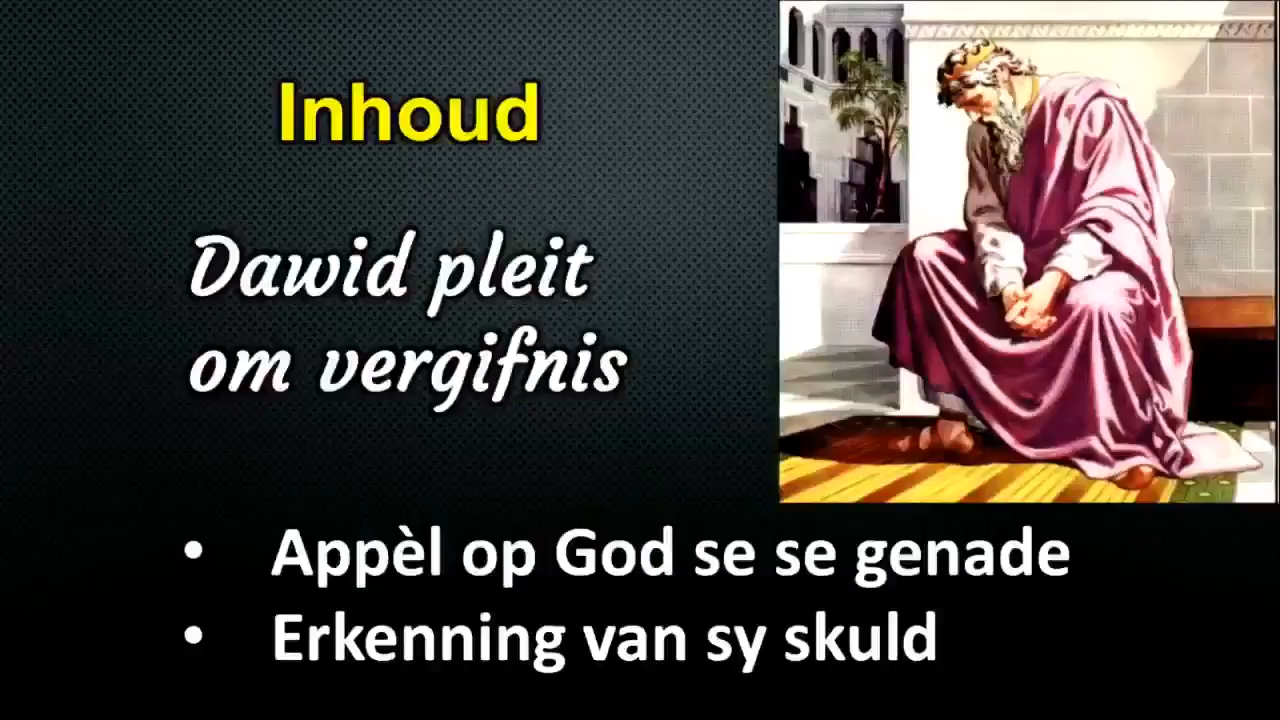 Inhoud
Dawid pleit
om vergifnis
• Appèl op God se se genade
• Erkenning van sy skuld